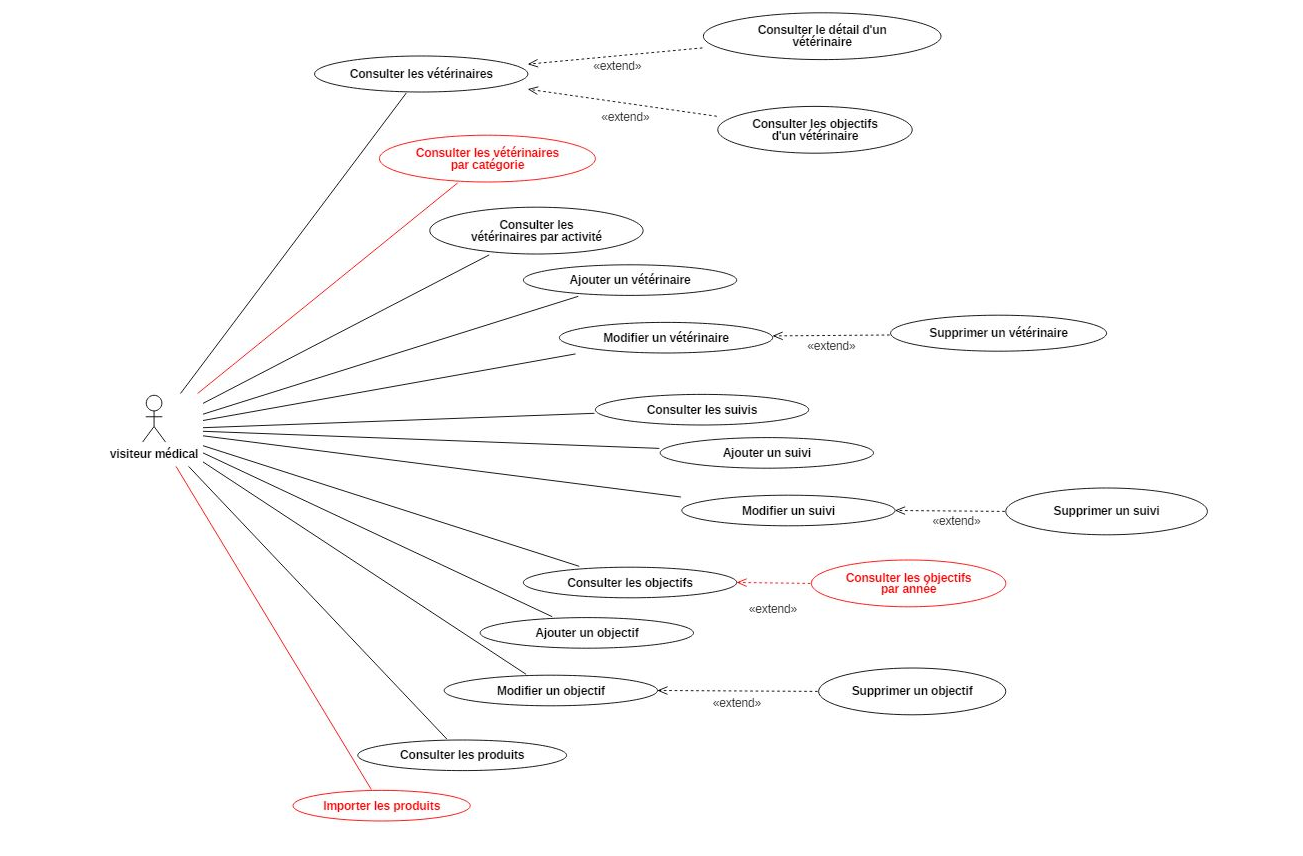 Consulter le détail d'un
vétérinaire
Consulter les vétérinaires
«extend»
«extend»
Consulter les objectifs
d'un vétérinaire
Consulter les vétérinaires
par catégorie
Consulter les
vétérinaires par activité
Ajouter un vétérinaire
Modifier un vétérinaire
«extend»
Supprimer un vétérinaire
Consulter les suivis
visiteur médical
Ajouter un suivi
Modifier un suivi
«extend»
Supprimer un suivi
Consulter les objectifs
«extend»
Consulter les objectifs
par année
Ajouter un objectif
Modifier un objectif
«extend»
Supprimer un objectif
Consulter les produits
Importer les produits